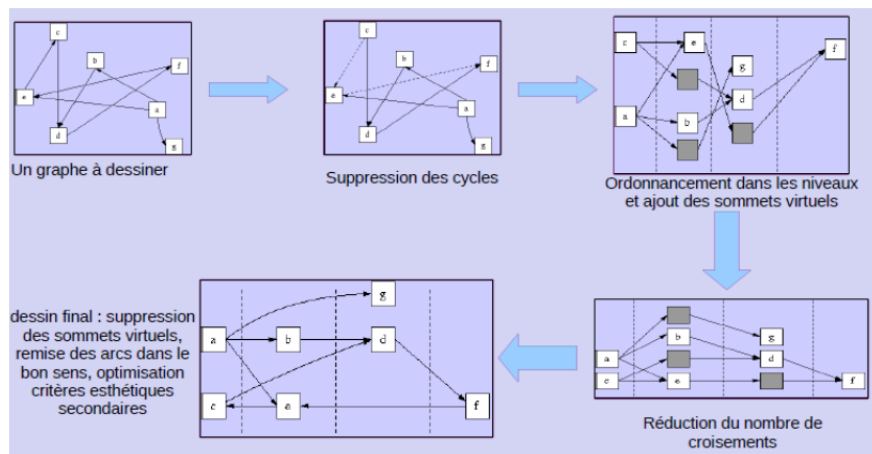 c
b
f
e
a
d
g
Un graphe à dessiner
c
b
f
e
a
d
g
Suppression des cycles
c
e
g
f
d
a
b
Ordonnancement dans les niveaux
et ajout des sommets virtuels
b
g
a
d
c
e
f
Réduction du nombre de
croisements
g
a
b
d
c
e
f
dessin final : suppression
des sommets virtuels,
remise des arcs dans le
bon sens, optimisation
critères esthétiques
secondaires